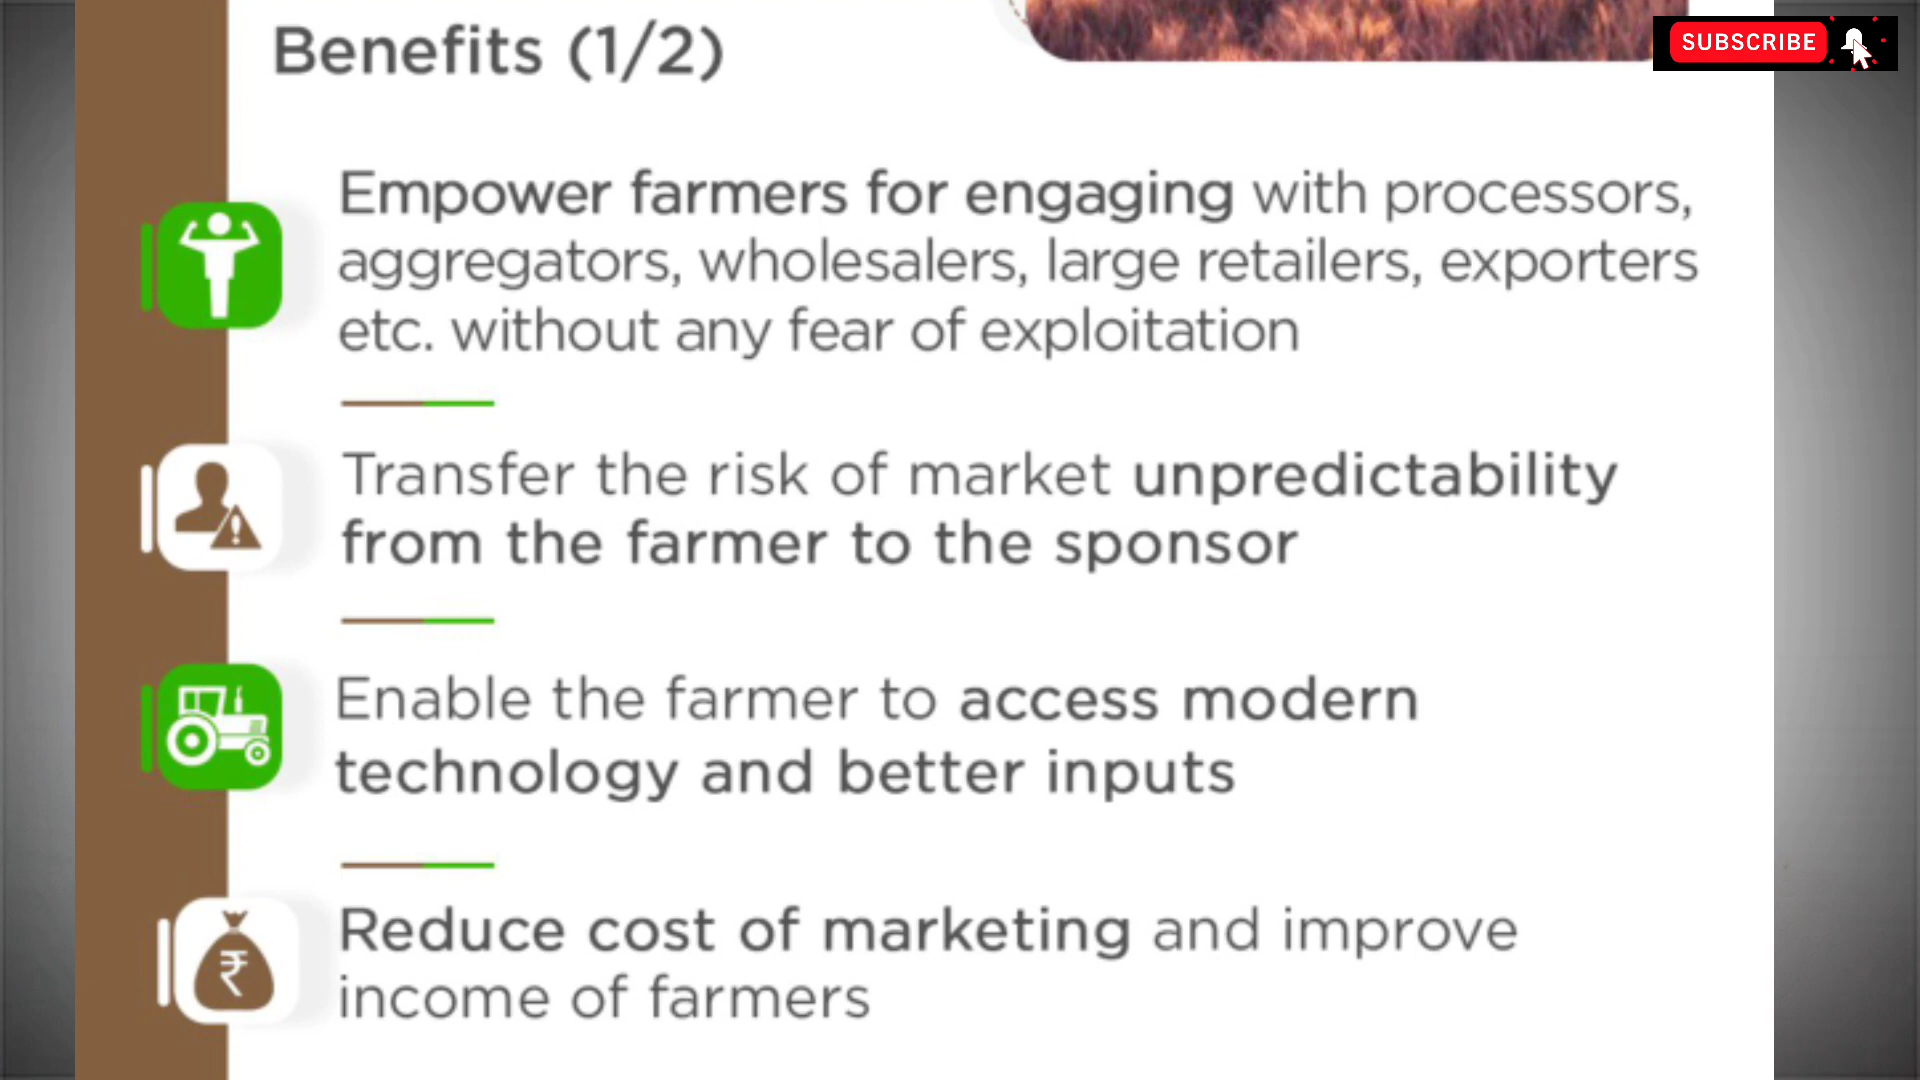 Benefits (1/2)
SUBSCRIBE
Empower farmers for engaging with processors,
aggregators, wholesalers, large retailers, exporters
etc. without any fear of exploitation
Transfer the risk of market unpredictability
from the farmer to the sponsor
Enable the farmer to access modern
technology and better inputs
Reduce cost of marketing and improve
income of farmers
₹